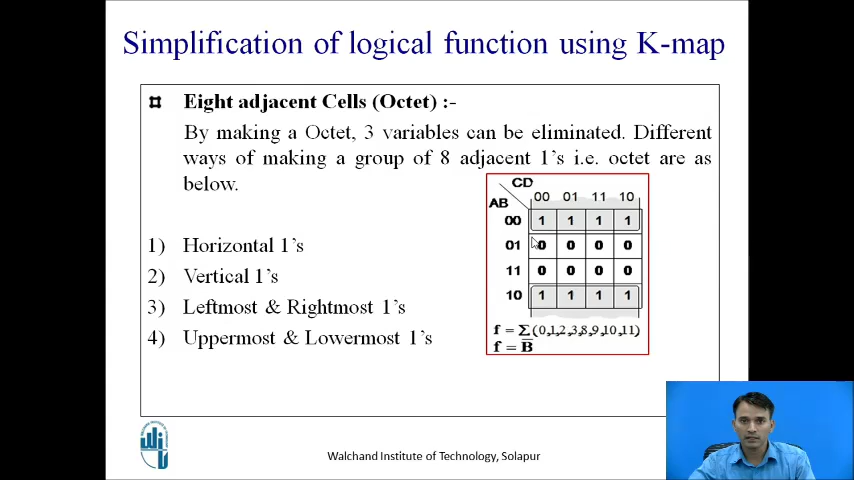 Simplification of logical function using K-map
Eight adjacent Cells (Octet) :-
By making a Octet, 3 variables can be eliminated. Different
ways of making a group of 8 adjacent 1's i.e. octet are as
below.
1) Horizontal 1's
2) Vertical 1's
3) Leftmost & Rightmost 1's
4) Uppermost & Lowermost 1's
CD
AB 00 01 11 10
00 1 1 1 1
01 0 0 0 0
11 0 0 0 0
10 1 1 1 1
f = Σ(0,1,2,3,8,9,10,11)
f = B̅
Walchand Institute of Technology, Solapur